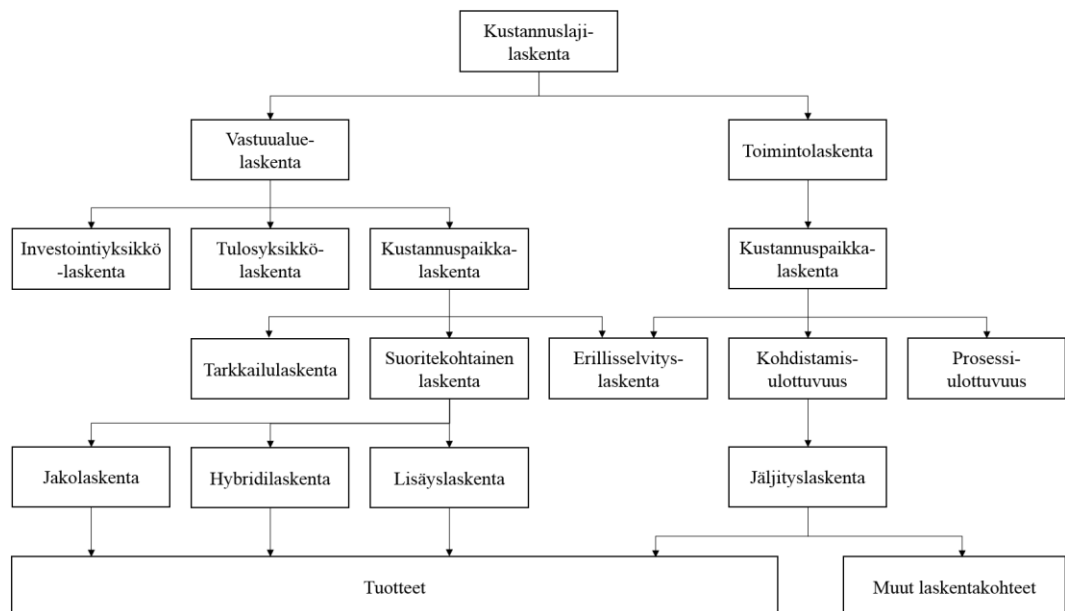 Kustannuslaji-
laskenta
Vastuualue-
laskenta
Toimintolaskenta
Investointiyksikkö
-laskenta
Tulosyksikkö-
laskenta
Kustannuspaikka-
laskenta
Kustannuspaikka-
laskenta
Tarkkailulaskenta
Suoritekohtainen
laskenta
Erillisselvitys-
laskenta
Kohdistamis-
ulottuvuus
Prosessi-
ulottuvuus
Jakolaskenta
Hybridilaskenta
Lisäyslaskenta
Jäljityslaskenta
Tuotteet
Muut laskentakohteet